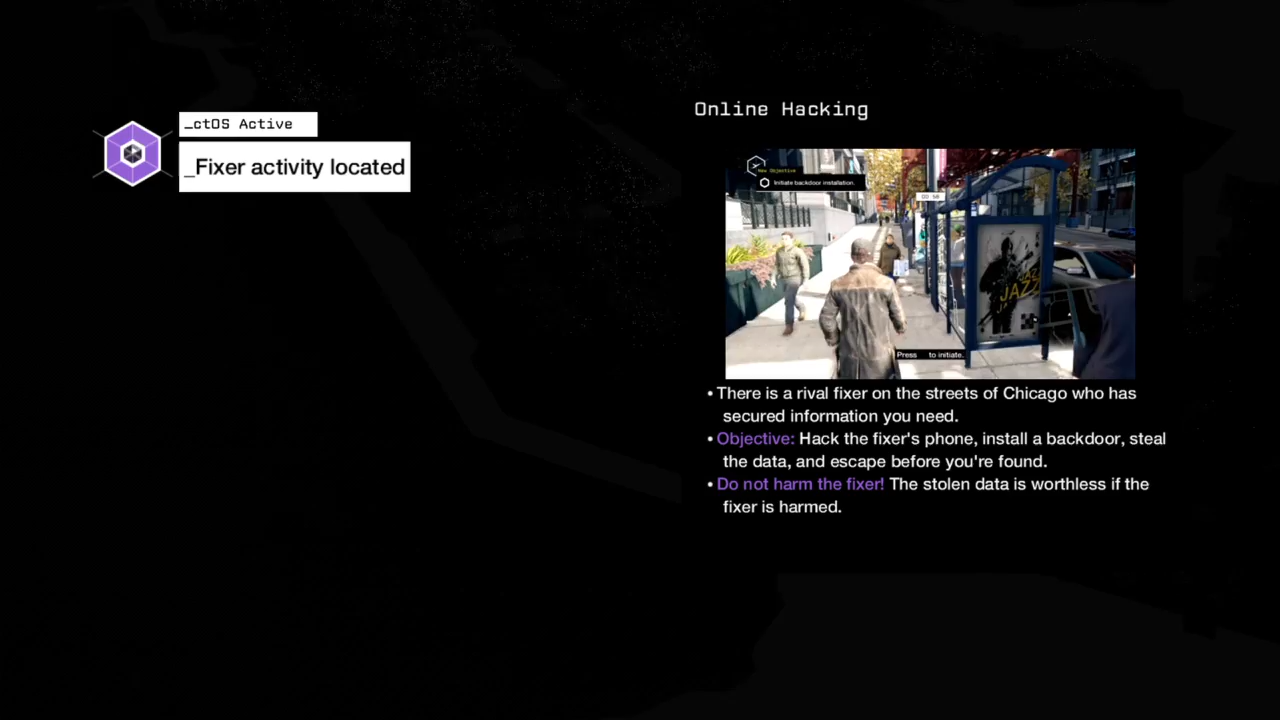 _ctOS Active
_Fixer activity located
Online Hacking
New Objective
Initiate backdoor installation.
JAZZ
JAZZ
Press to initiate.
• There is a rival fixer on the streets of Chicago who has
secured information you need.
• Objective: Hack the fixer's phone, install a backdoor, steal
the data, and escape before you're found.
• Do not harm the fixer! The stolen data is worthless if the
fixer is harmed.